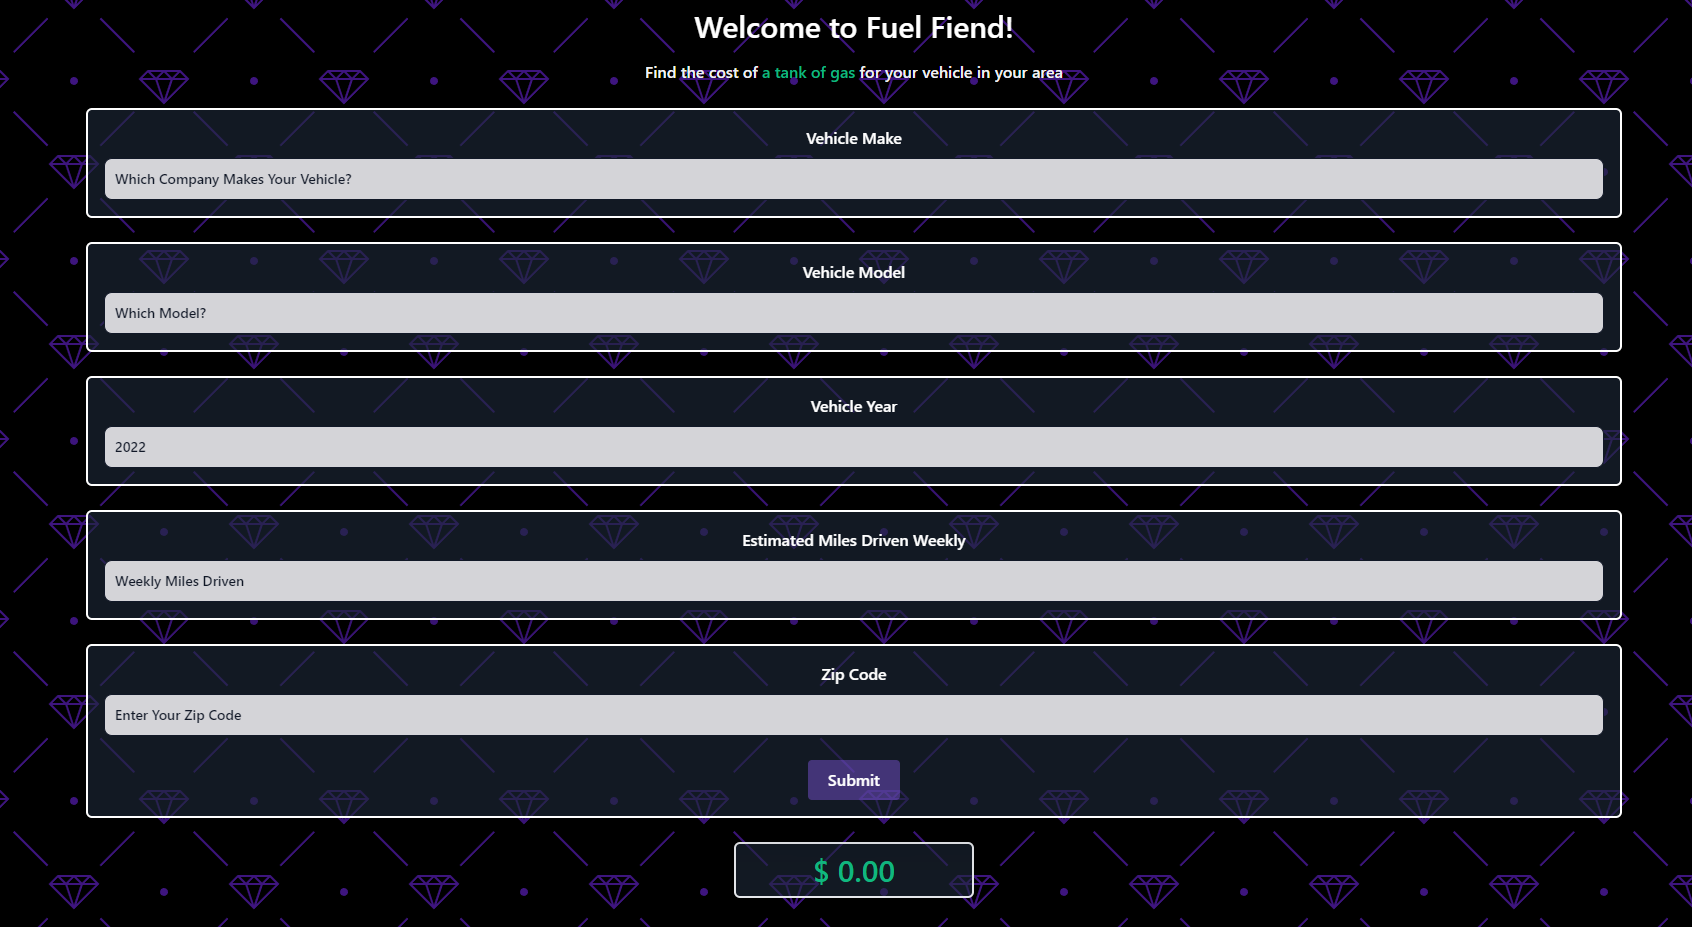 Welcome to Fuel Fiend!
Find the cost of a tank of gas for your vehicle in your area
Vehicle Make
Which Company Makes Your Vehicle?
Vehicle Model
Which Model?
Vehicle Year
2022
Estimated Miles Driven Weekly
Weekly Miles Driven
Zip Code
Enter Your Zip Code
Submit
$ 0.00